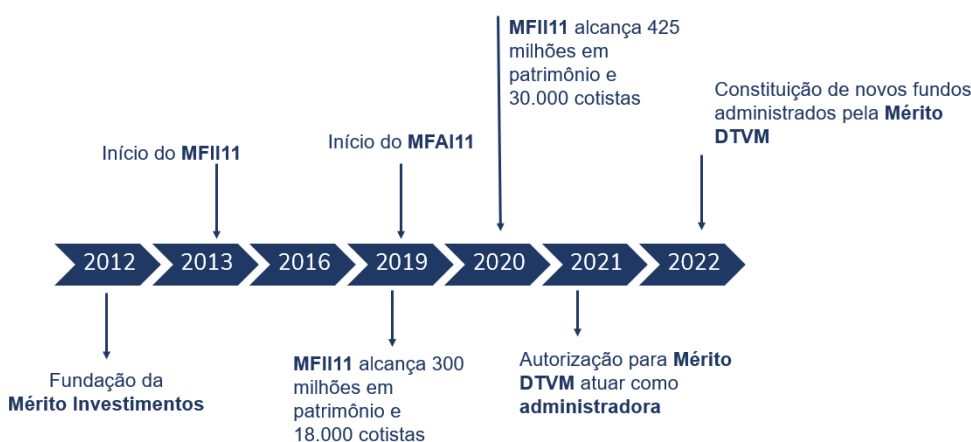 MFII11 alcança 425
milhões em
patrimônio e
30.000 cotistas
Constituição de novos fundos
administrados pela Mérito
DTVM
Início do MFII11
Início do MFAI11
2012
2013
2016
2019
2020
2021
2022
Fundação da
Mérito Investimentos
MFII11 alcança 300
milhões em
patrimônio e
18.000 cotistas
Autorização para Mérito
DTVM atuar como
administradora